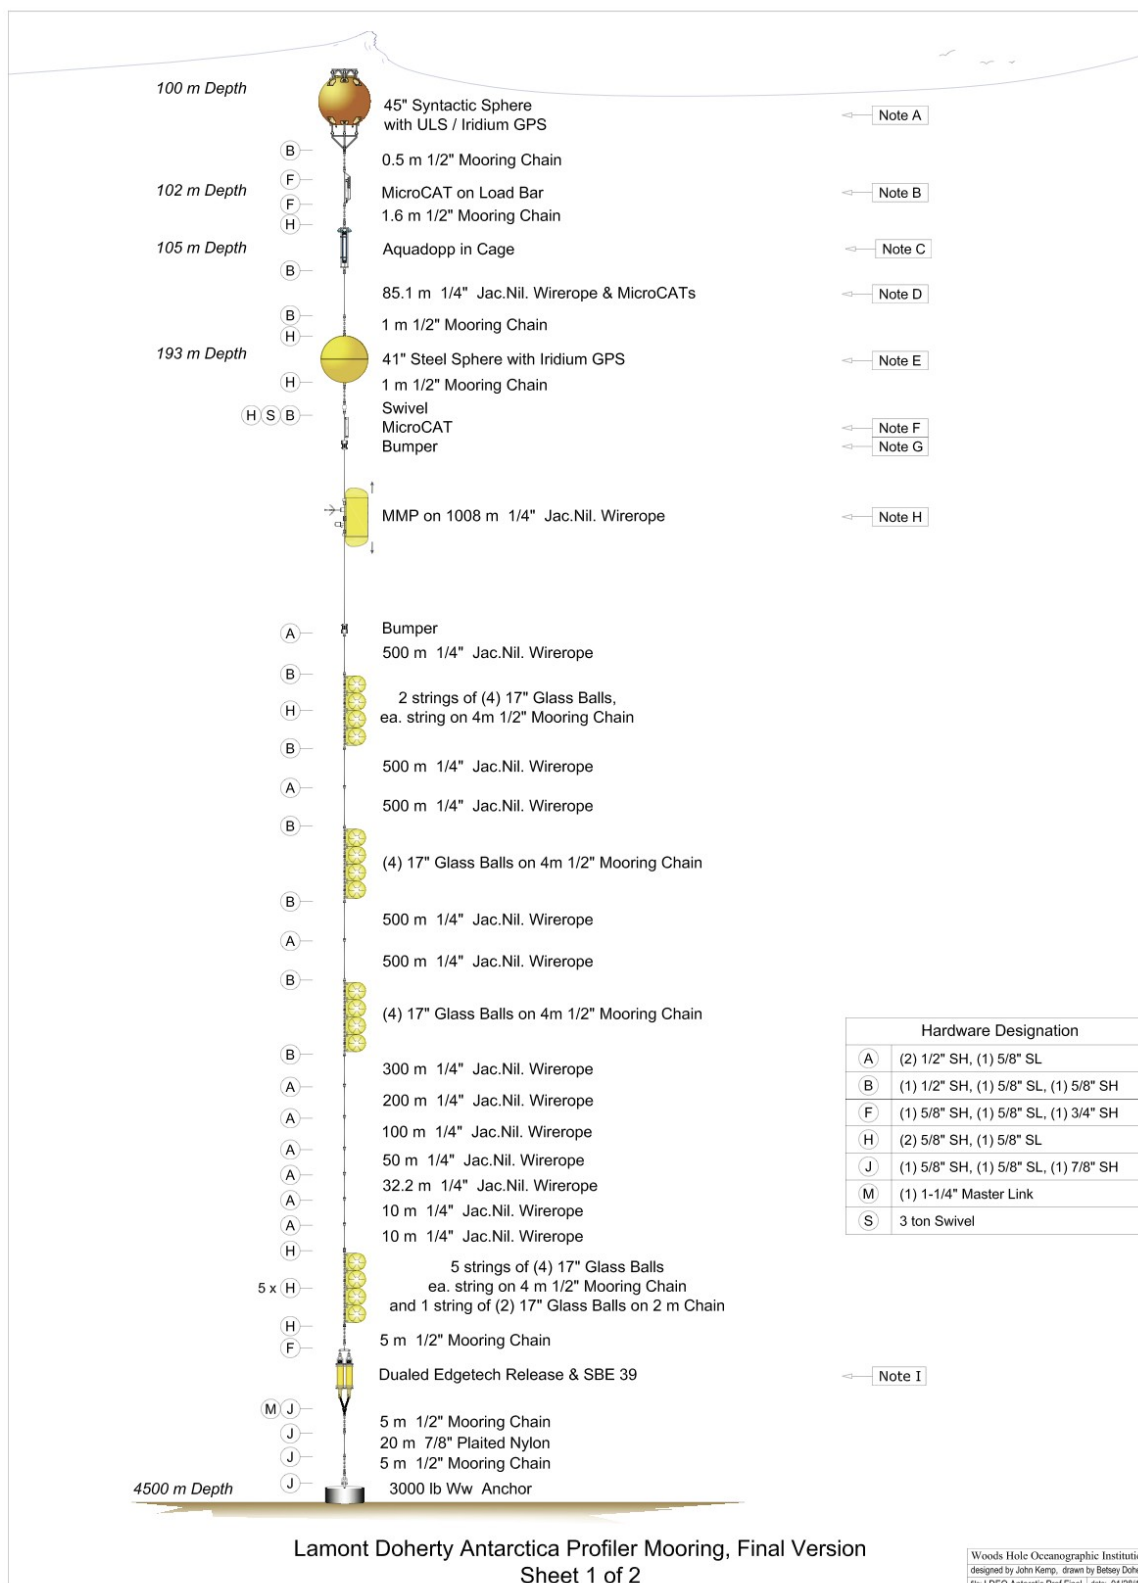 100 m Depth
45" Syntactic Sphere
with ULS / Iridium GPS
Note A
B
0.5 m 1/2" Mooring Chain
F
102 m Depth
MicroCAT on Load Bar
Note B
F
1.6 m 1/2" Mooring Chain
H
105 m Depth
Aquadopp in Cage
Note C
B
85.1 m 1/4" Jac.Nil. Wirerope & MicroCATs
Note D
B
1 m 1/2" Mooring Chain
H
193 m Depth
41" Steel Sphere with Iridium GPS
Note E
H
1 m 1/2" Mooring Chain
Swivel
H S B
MicroCAT
Note F
Bumper
Note G
MMP on 1008 m 1/4" Jac.Nil. Wirerope
Note H
Bumper
A
500 m 1/4" Jac.Nil. Wirerope
B
2 strings of (4) 17" Glass Balls,
H
ea. string on 4m 1/2" Mooring Chain
B
500 m 1/4" Jac.Nil. Wirerope
A
500 m 1/4" Jac.Nil. Wirerope
B
(4) 17" Glass Balls on 4m 1/2" Mooring Chain
B
500 m 1/4" Jac.Nil. Wirerope
A
500 m 1/4" Jac.Nil. Wirerope
B
(4) 17" Glass Balls on 4m 1/2" Mooring Chain
B
300 m 1/4" Jac.Nil. Wirerope
A
200 m 1/4" Jac.Nil. Wirerope
A
100 m 1/4" Jac.Nil. Wirerope
A
50 m 1/4" Jac.Nil. Wirerope
A
32.2 m 1/4" Jac.Nil. Wirerope
A
10 m 1/4" Jac.Nil. Wirerope
A
10 m 1/4" Jac.Nil. Wirerope
H
5 strings of (4) 17" Glass Balls
5 x H
ea. string on 4 m 1/2" Mooring Chain
and 1 string of (2) 17" Glass Balls on 2 m Chain
H
5 m 1/2" Mooring Chain
F
Dualed Edgetech Release & SBE 39
Note I
M J
5 m 1/2" Mooring Chain
J
20 m 7/8" Plaited Nylon
J
5 m 1/2" Mooring Chain
J
4500 m Depth
3000 lb Ww Anchor
Hardware Designation
A (2) 1/2" SH, (1) 5/8" SL
B (1) 1/2" SH, (1) 5/8" SL, (1) 5/8" SH
F (1) 5/8" SH, (1) 5/8" SL, (1) 3/4" SH
H (2) 5/8" SH, (1) 5/8" SL
J (1) 5/8" SH, (1) 5/8" SL, (1) 7/8" SH
M (1) 1-1/4" Master Link
S 3 ton Swivel
Lamont Doherty Antarctica Profiler Mooring, Final Version
Sheet 1 of 2
Woods Hole Oceanographic Instituti
designed by John Kemp, drawn by Betsey Dohe